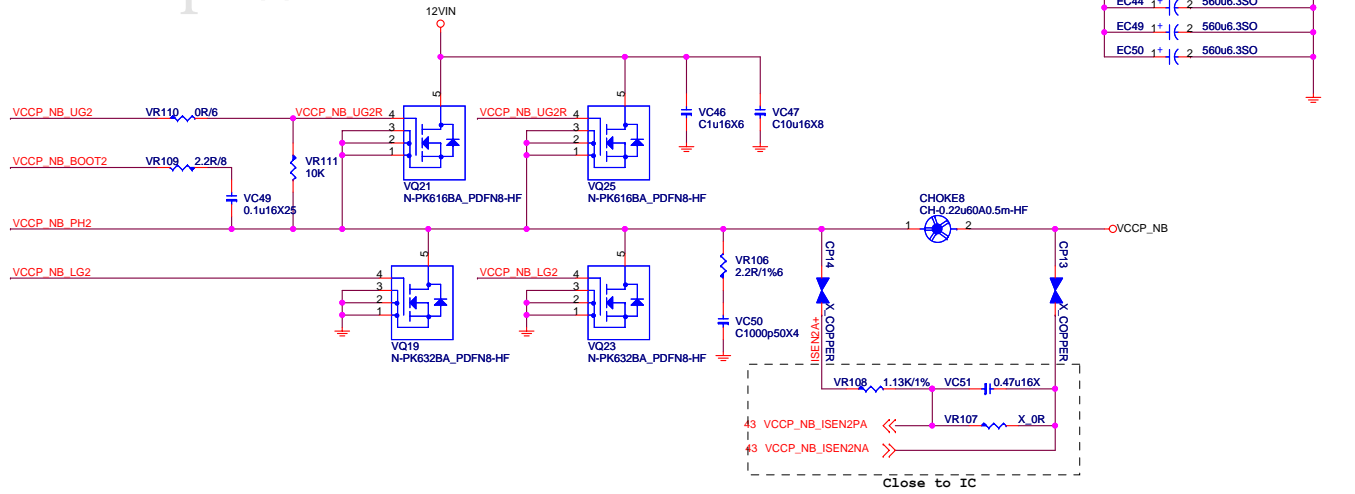 12VIN
EC44 1 + 2 560u6.3SO
EC49 1 + 2 560u6.3SO
EC50 1 + 2 560u6.3SO
5
5
VCCP_NB_UG2
VR110 0R/6
VCCP_NB_UG2R
4
3
2
1
VCCP_NB_UG2R
4
3
2
1
VC46
C1u16X6
VC47
C10u16X8
VCCP_NB_BOOT2
VR109 2.2R/8
VR111
10K
VQ21
N-PK616BA_PDFN8-HF
VQ25
N-PK616BA_PDFN8-HF
VC49
0.1u16X25
VCCP_NB_PH2
CHOKE8
CH-0.22u60A0.5m-HF
1
2
VCCP_NB
5
5
VCCP_NB_LG2
4
3
2
1
VCCP_NB_LG2
4
3
2
1
VR106
2.2R/1%6
CP14
X_COPPER
CP13
X_COPPER
VC50
C1000p50X4
ISEN2A+
VQ19
N-PK632BA_PDFN8-HF
VQ23
N-PK632BA_PDFN8-HF
VR108 1.13K/1%
VC51 0.47u16X
43 VCCP_NB_ISEN2PA
VR107 X_0R
43 VCCP_NB_ISEN2NA
Close to IC